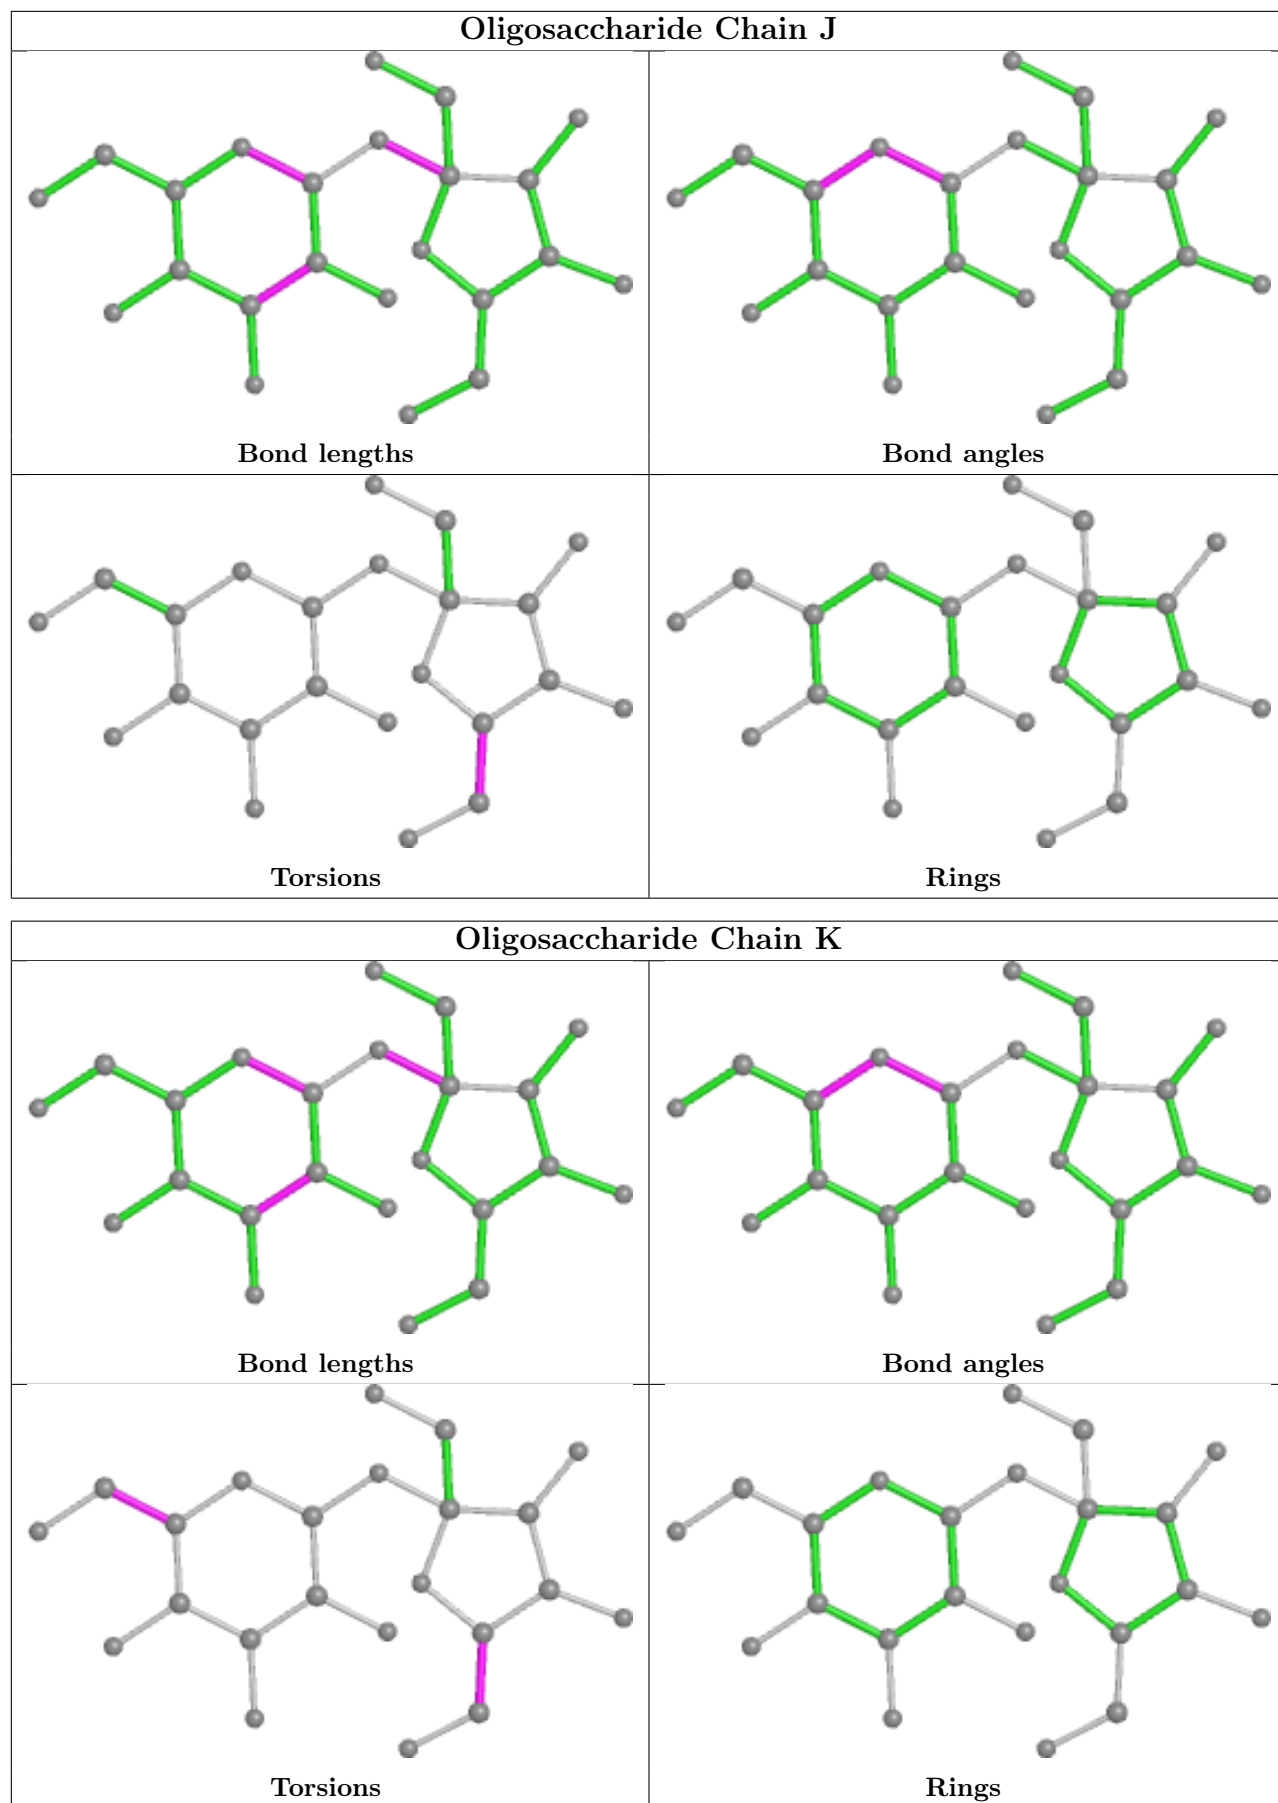 Oligosaccharide Chain J
Bond lengths
Bond angles
Torsions
Rings
Oligosaccharide Chain K
Bond lengths
Bond angles
Torsions
Rings